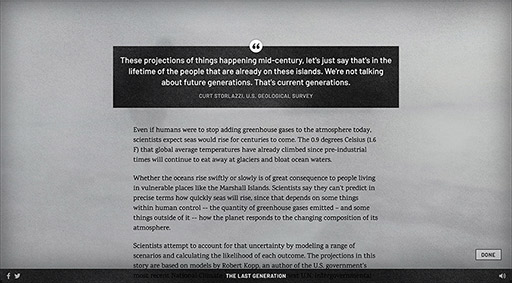 These projections of things happening mid-century, let's just say that's in the
lifetime of the people that are already on these islands. We're not talking
about future generations. That's current generations.
CURT STORLAZZI, U.S. GEOLOGICAL SURVEY
Even if humans were to stop adding greenhouse gases to the atmosphere today,
scientists expect seas would rise for centuries to come. The 0.9 degrees Celsius (1.6
F) that global average temperatures have already climbed since pre-industrial
times will continue to eat away at glaciers and bloat ocean waters.
Whether the oceans rise swiftly or slowly is of great consequence to people living
in vulnerable places like the Marshall Islands. Scientists say they can't predict in
precise terms how quickly seas will rise, since that depends on some things
within human control -- the quantity of greenhouse gases emitted – and some
things outside of it -- how the planet responds to the changing composition of its
atmosphere.
Scientists attempt to account for that uncertainty by modeling a range of
scenarios and calculating the likelihood of each outcome. The projections in this
story are based on models by Robert Kopp, an author of the U.S. government's
DONE
THE LAST GENERATION